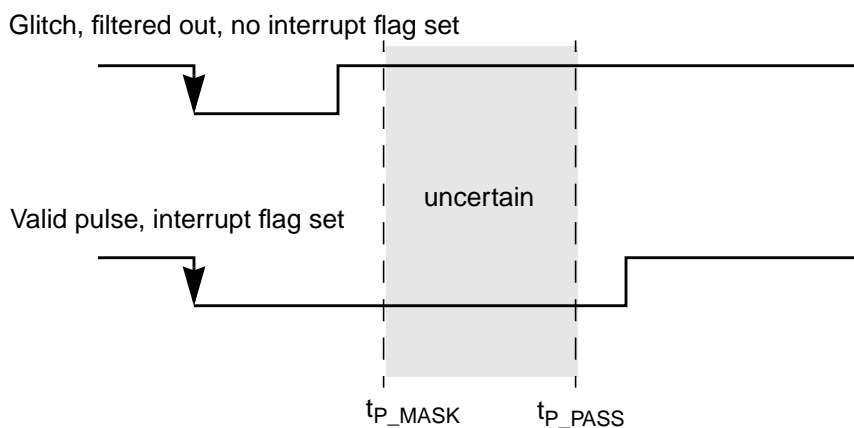 Glitch, filtered out, no interrupt flag set
uncertain
Valid pulse, interrupt flag set
tP_MASK
tP_PASS